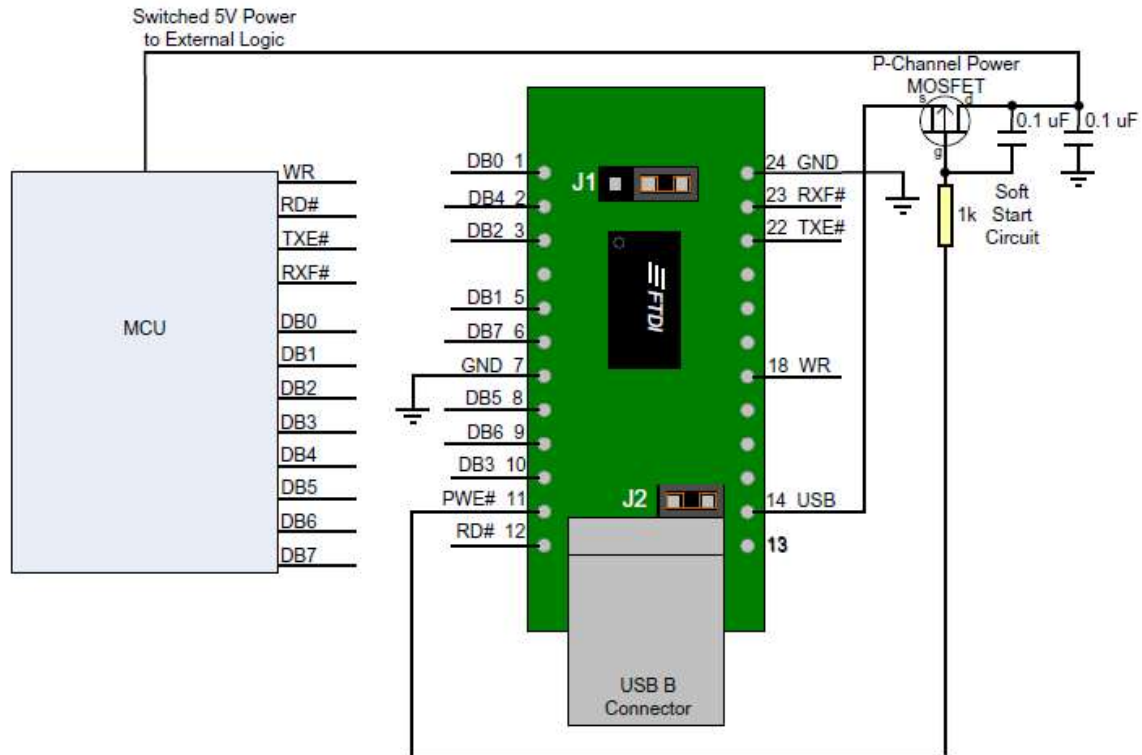 Switched 5V Power
to External Logic
P-Channel Power
MOSFET
s
d
g
0.1 uF
0.1 uF
1k
Soft
Start
Circuit
MCU
WR
RD#
TXE#
RXF#
DB0
DB1
DB2
DB3
DB4
DB5
DB6
DB7
DB0 1
DB4 2
DB2 3
DB1 5
DB7 6
GND 7
DB5 8
DB6 9
DB3 10
PWE# 11
RD# 12
J1
FTDI
J2
24 GND
23 RXF#
22 TXE#
18 WR
14 USB
13
USB B
Connector